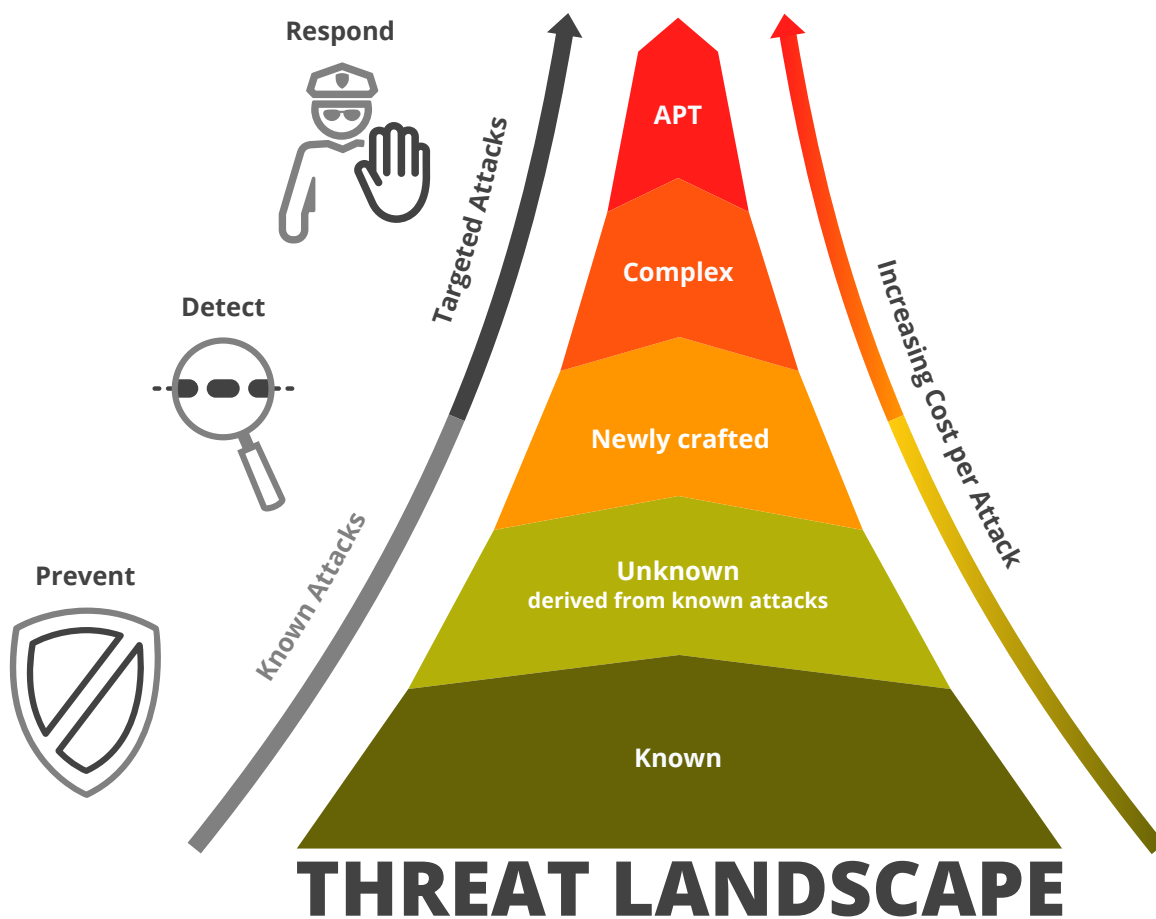 Respond
Targeted Attacks
APT
Complex
Increasing Cost per Attack
Detect
Newly crafted
Known Attacks
Prevent
Unknown
derived from known attacks
Known
THREAT LANDSCAPE